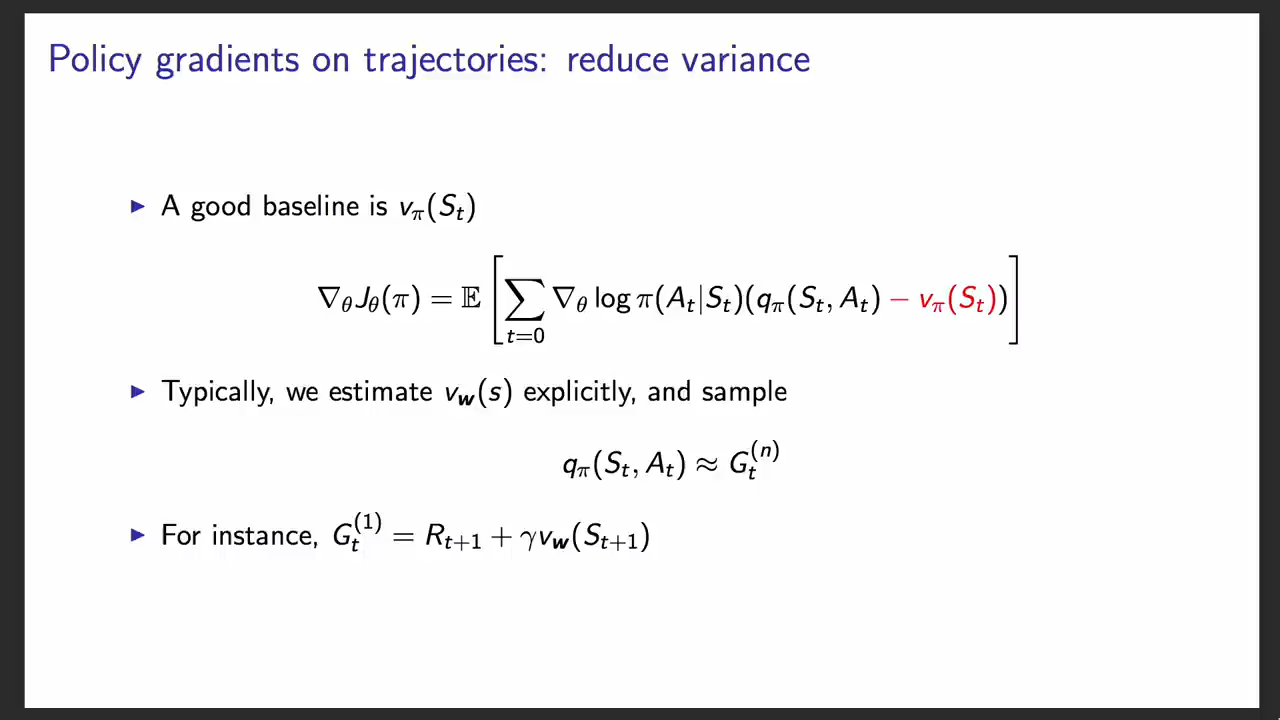 Policy gradients on trajectories: reduce variance
▶ A good baseline is v_π(S_t)
∇_θ J_θ(π) = 𝔼 [ ∑_{t=0} ∇_θ log π(A_t|S_t)(q_π(S_t, A_t) − v_π(S_t)) ]
▶ Typically, we estimate v_𝒘(s) explicitly, and sample
q_π(S_t, A_t) ≈ G_t^{(n)}
▶ For instance, G_t^{(1)} = R_{t+1} + γv_𝒘(S_{t+1})